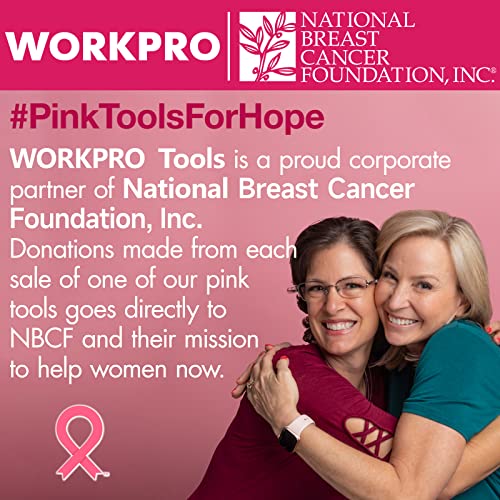 WORKPRO
NATIONAL
BREAST
CANCER
FOUNDATION, INC.®
#PinkToolsForHope
WORKPRO Tools is a proud corporate
partner of National Breast Cancer
Foundation, Inc.
Donations made from each
sale of one of our pink
tools goes directly to
NBCF and their mission
to help women now.